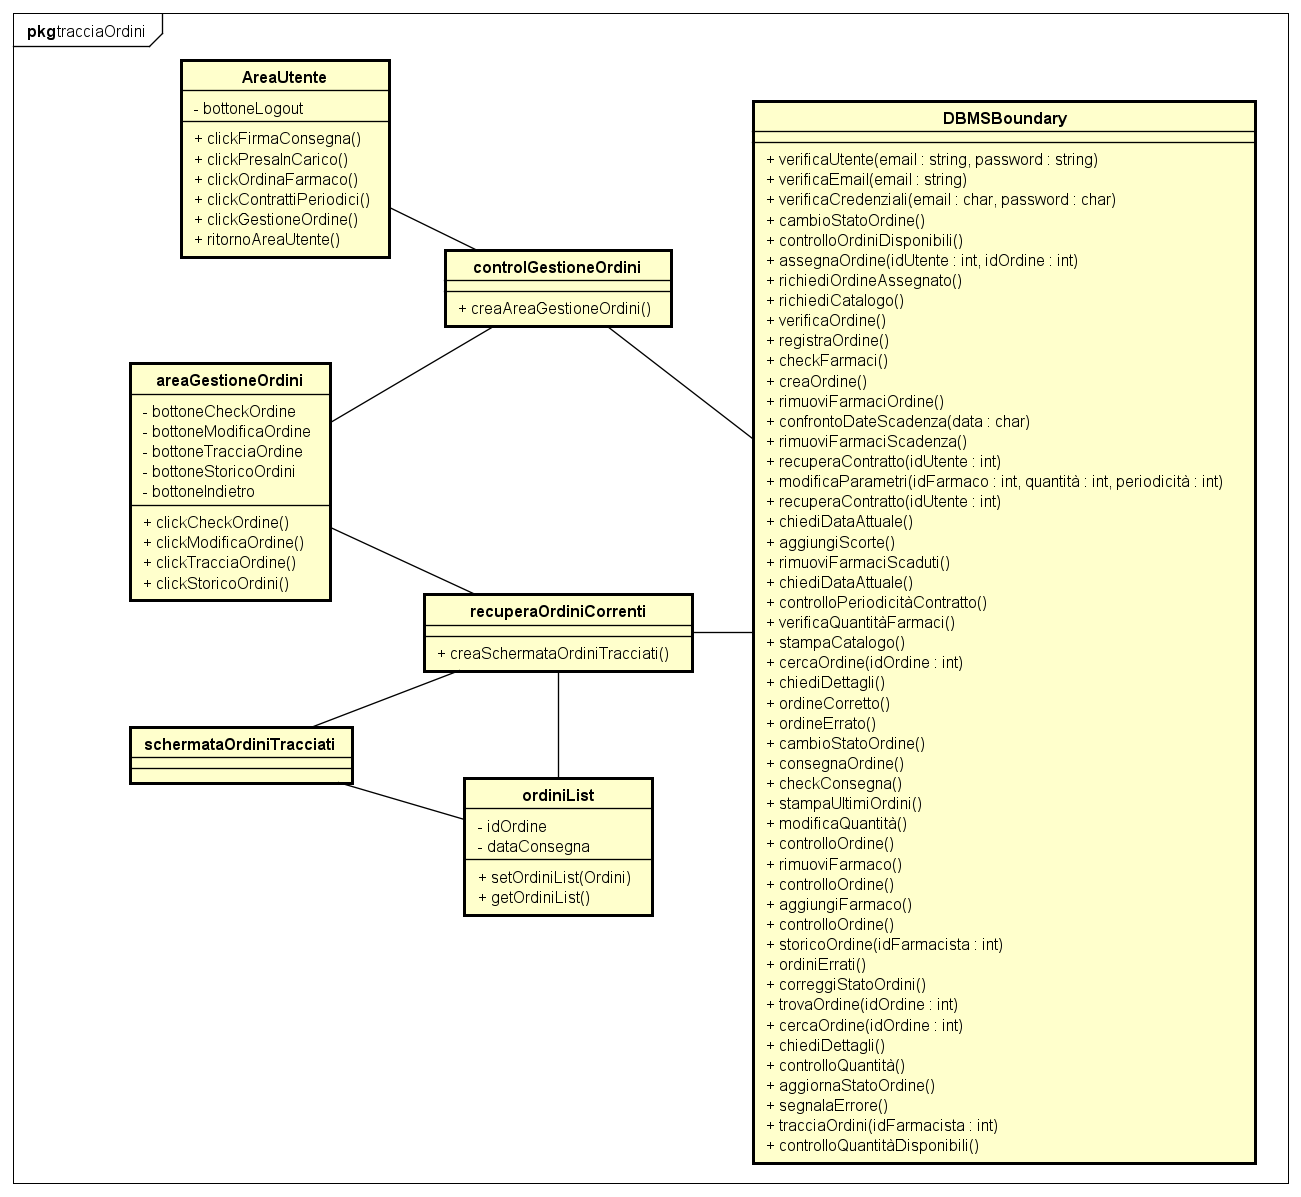 pkg tracciaOrdini
AreaUtente
- bottoneLogout
+ clickFirmaConsegna()
+ clickPresaInCarico()
+ clickOrdinaFarmaco()
+ clickContrattiPeriodici()
+ clickGestioneOrdine()
+ ritornoAreaUtente()
controlGestioneOrdini
+ creaAreaGestioneOrdini()
areaGestioneOrdini
- bottoneCheckOrdine
- bottoneModificaOrdine
- bottoneTracciaOrdine
- bottoneStoricoOrdini
- bottoneIndietro
+ clickCheckOrdine()
+ clickModificaOrdine()
+ clickTracciaOrdine()
+ clickStoricoOrdini()
recuperaOrdiniCorrenti
+ creaSchermataOrdiniTracciati()
schermataOrdiniTracciati
ordiniList
- idOrdine
- dataConsegna
+ setOrdiniList(Ordini)
+ getOrdiniList()
DBMSBoundary
+ verificaUtente(email : string, password : string)
+ verificaEmail(email : string)
+ verificaCredenziali(email : char, password : char)
+ cambioStatoOrdine()
+ controlloOrdiniDisponibili()
+ assegnaOrdine(idUtente : int, idOrdine : int)
+ richiediOrdineAssegnato()
+ richiediCatalogo()
+ verificaOrdine()
+ registraOrdine()
+ checkFarmaci()
+ creaOrdine()
+ rimuoviFarmaciOrdine()
+ confrontoDateScadenza(data : char)
+ rimuoviFarmaciScadenza()
+ recuperaContratto(idUtente : int)
+ modificaParametri(idFarmaco : int, quantità : int, periodicità : int)
+ recuperaContratto(idUtente : int)
+ chiediDataAttuale()
+ aggiungiScorte()
+ rimuoviFarmaciScaduti()
+ chiediDataAttuale()
+ controlloPeriodicitàContratto()
+ verificaQuantitàFarmaci()
+ stampaCatalogo()
+ cercaOrdine(idOrdine : int)
+ chiediDettagli()
+ ordineCorretto()
+ ordineErrato()
+ cambioStatoOrdine()
+ consegnaOrdine()
+ checkConsegna()
+ stampaUltimiOrdini()
+ modificaQuantità()
+ controlloOrdine()
+ rimuoviFarmaco()
+ controlloOrdine()
+ aggiungiFarmaco()
+ controlloOrdine()
+ storicoOrdine(idFarmacista : int)
+ ordiniErrati()
+ correggiStatoOrdini()
+ trovaOrdine(idOrdine : int)
+ cercaOrdine(idOrdine : int)
+ chiediDettagli()
+ controlloQuantità()
+ aggiornaStatoOrdine()
+ segnalaErrore()
+ tracciaOrdini(idFarmacista : int)
+ controlloQuantitàDisponibili()